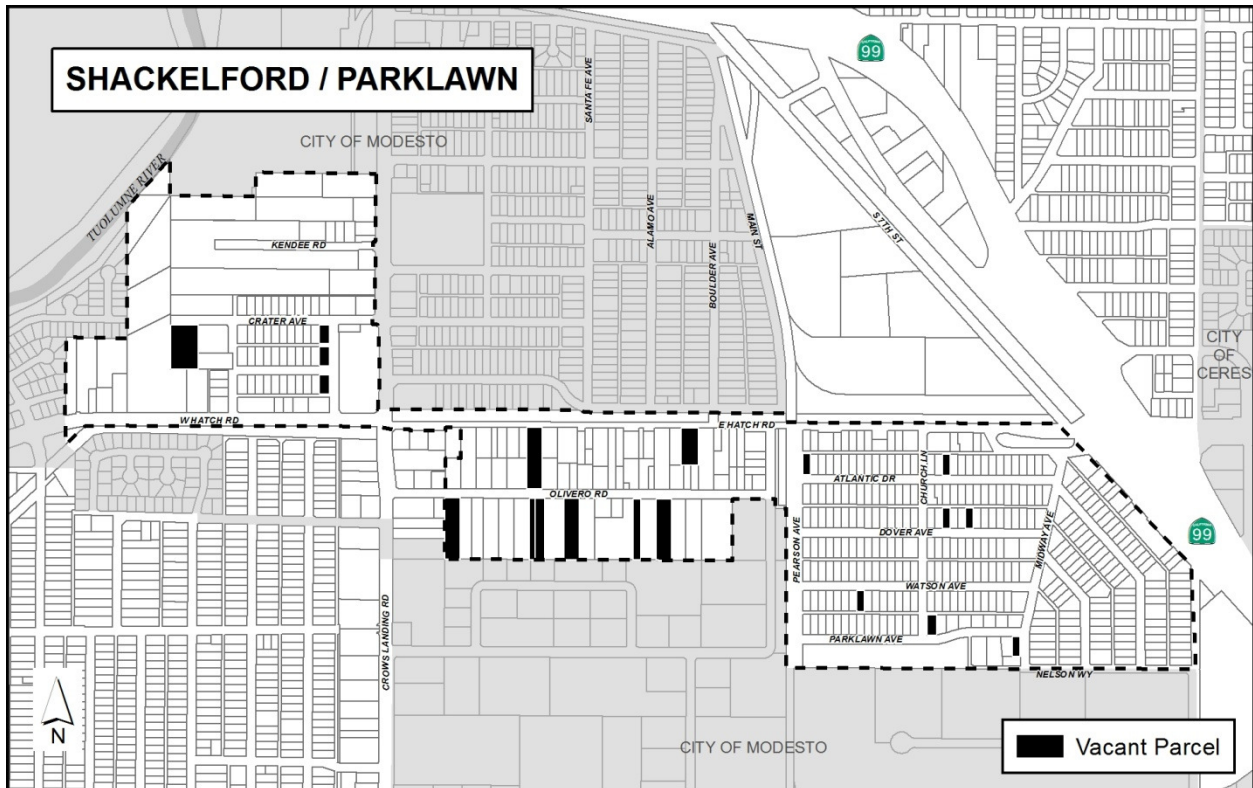 SHACKELFORD / PARKLAWN
99
SANTA FE AVE
CITY OF MODESTO
TUOLUMNE RIVER
ALAMO AVE
MAIN ST
S 7TH ST
KENDEE RD
BOULDER AVE
CRATER AVE
CITY
OF
CERES
W HATCH RD
E HATCH RD
CHURCH LN
ATLANTIC DR
OLIVERO RD
DOVER AVE
99
PEARSON AVE
MIDWAY AVE
WATSON AVE
CROWS LANDING RD
PARKLAWN AVE
NELSON WY
N
CITY OF MODESTO
Vacant Parcel